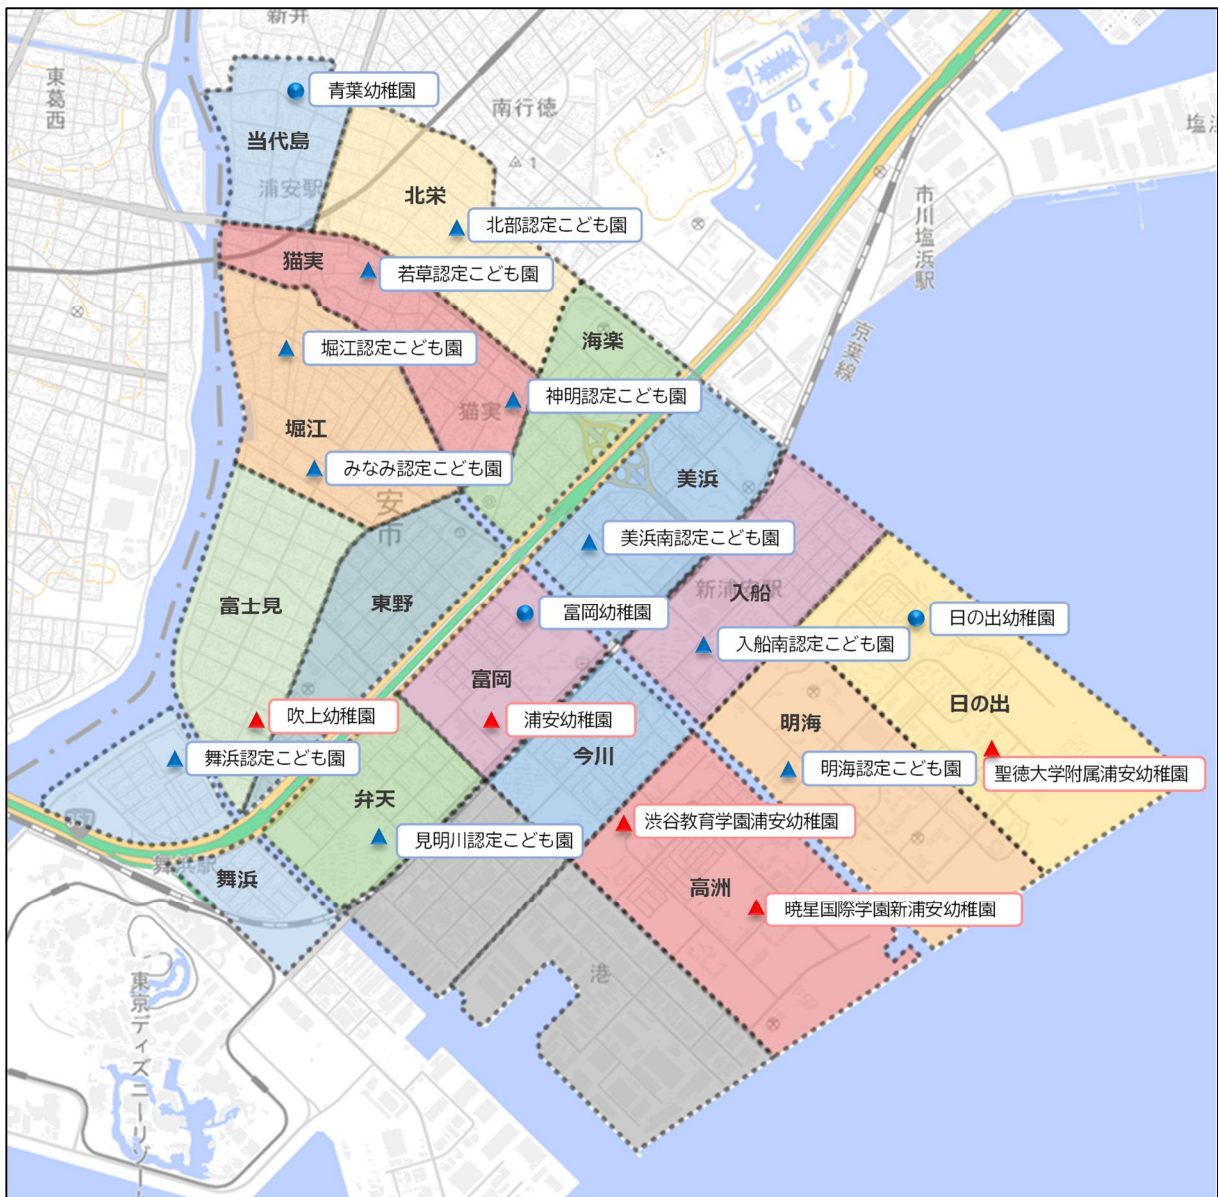 新井
東葛西
青葉幼稚園
南行徳
当代島
塩浜
浦安駅
北栄
市川塩浜駅
北部認定こども園
猫実
若草認定こども園
京葉線
海楽
堀江認定こども園
神明認定こども園
猫実
堀江
みなみ認定こども園
美浜
安市
美浜南認定こども園
新浦安駅
入船
富士見
東野
富岡幼稚園
日の出幼稚園
入船南認定こども園
富岡
日の出
吹上幼稚園
浦安幼稚園
明海
舞浜認定こども園
今川
明海認定こども園
聖徳大学附属浦安幼稚園
弁天
357
渋谷教育学園浦安幼稚園
見明川認定こども園
舞浜駅
舞浜
高洲
暁星国際学園新浦安幼稚園
港
東京ディズニーリゾート